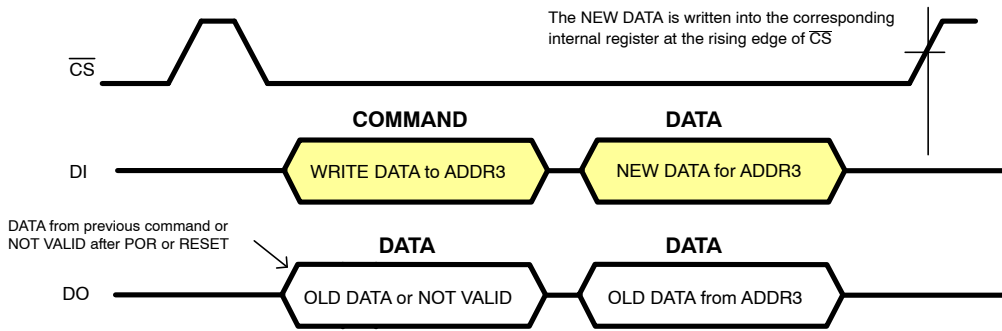 The NEW DATA is written into the corresponding
internal register at the rising edge of C̅S̅
C̅S̅
COMMAND
DATA
DI
WRITE DATA to ADDR3
NEW DATA for ADDR3
DATA from previous command or
NOT VALID after POR or RESET
DATA
DATA
DO
OLD DATA or NOT VALID
OLD DATA from ADDR3